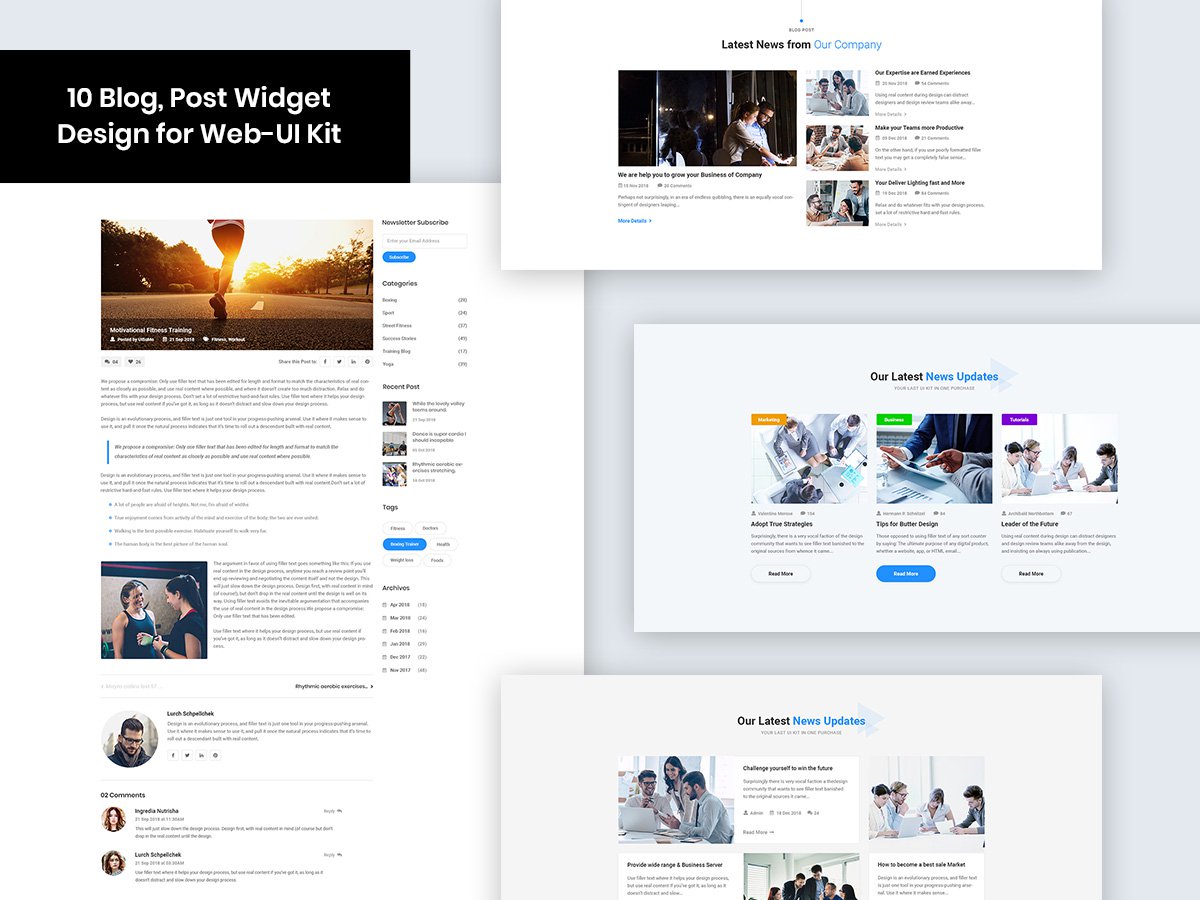 10 Blog, Post Widget
Design for Web-UI Kit
Motivational Fitness Training
Posted by UiSuMo 21 Sep 2018 Fitness, Workout
04 26 Share this Post to:
We propose a compromise: Only use filler text that has been edited for length and format to match the characteristics of real con-
tent as closely as possible, and use real content where possible, and where it doesn't create too much distraction. Relax and do
whatever fits with your design process. Don't set a lot of restrictive hard-and-fast rules. Use filler text where it helps your design
process, but use real content if you've got it, as long as it doesn't distract and slow down your design process.
Design is an evolutionary process, and filler text is just one tool in your progress-pushing arsenal. Use it where it makes sense to
use it, and pull it once the natural process indicates that it's time to roll out a descendant built with real content.
We propose a compromise: Only use filler text that has been edited for length and format to match the
characteristics of real content as closely as possible and use real content where possible.
Design is an evolutionary process, and filler text is just one tool in your progress-pushing arsenal. Use it where it makes sense to
use it, and pull it once the natural process indicates that it's time to roll out a descendant built with real content.Don't set a lot of
restrictive hard-and-fast rules. Use filler text where it helps your design process.
A lot of people are afraid of heights. Not me, I'm afraid of widths.
True enjoyment comes from activity of the mind and exercise of the body; the two are ever united.
Walking is the best possible exercise. Habituate yourself to walk very far.
The human body is the best picture of the human soul.
The argument in favor of using filler text goes something like this: If you use
real content in the design process, anytime you reach a review point you'll
end up reviewing and negotiating the content itself and not the design. This
will just slow down the design process. Design first, with real content in mind
(of course!), but don't drop in the real content until the design is well on its
way. Using filler text avoids the inevitable argument that accompanies
the use of real content in the design process.We propose a compromise:
Only use filler text that has been edited.
Use filler text where it helps your design process, but use real content if
you've got it, as long as it doesn't distract and slow down your design pro-
cess.
Rhythmic aerobic exercises..
Lurch Schpellchek
Design is an evolutionary process, and filler text is just one tool in your progress-pushing arsenal.
Use it where it makes sense to use it, and pull it once the natural process indicates that it's time to
roll out a descendant built with real content.
02 Comments
Ingredia Nutrisha Reply
21 Sep 2018 at 11:30AM
This will just slow down the design process. Design first, with real content in mind (of course but don't
drop in the real content until the design.
Lurch Schpellchek Reply
21 Sep 2018 at 03:30AM
Use filler text where it helps your design process, but use real content if you've got it, as long as it
doesn't distract and slow down your design process
Newsletter Subscribe
Enter your Email Address
Subscribe
Categories
Boxing (29)
Sport (24)
Street Fitness (37)
Success Stories (45)
Training Blog (17)
Yoga (39)
Recent Post
While the lovely valley
teems around.
21 Sep 2018
Dance is super cardio I
should incopable
Rhythmic aerobic ex-
ercises stretching.
Tags
Fitness Doctors
Boxing Trainer Health
Weight loss Foods
Archives
Apr 2018 (18)
Mar 2018 (24)
Feb 2018 (16)
Jan 2018 (29)
Dec 2017 (22)
Nov 2017 (48)
BLOG POST
Latest News from Our Company
We are help you to grow your Business of Company
15 Nov 2018 20 Comments
Perhaps not surprisingly, in an era of endless quibbling, there is an equally vocal con-
tingent of designers leaping...
More Details
Our Expertise are Earned Experiences
20 Nov 2018 54 Comments
Using real content during design can distract
designers and design review teams alike away...
More Details
Make your Teams more Productive
09 Dec 2018 21 Comments
On the other hand, if you use poorly formatted filler
text you may get a completely false sense...
More Details
Your Deliver Lighting fast and More
19 Dec 2018 84 Comments
Relax and do whatever fits with your design process,
set a lot of restrictive hard-and-fast rules.
More Details
Our Latest News Updates
YOUR LAST UI KIT IN ONE PURCHASE
Marketing
Valentino Morose 104
Adopt True Strategies
Surprisingly, there is a very vocal faction of the design
community that wants to see filler text banished to the
original sources from whence it came...
Read More
Business
Hermann P. Schnitzel 84
Tips for Butter Design
Those opposed to using filler text of any sort counter
by saying: The ultimate purpose of any digital product,
whether a website, app, or HTML email...
Read More
Tutorials
Archibald Northbottom 67
Leader of the Future
Using real content during design can distract designers
and design review teams alike away from the design,
and insisting on always using publication...
Read More
Our Latest News Updates
YOUR LAST UI KIT IN ONE PURCHASE
Challenge yourself to win the future
Surprisingly there is very vocal faction a thedesign
community that wants to see filler text banished
to the original sources it came...
Admin 14 Dec 2018 24
Read More
Provide wide range & Business Server
Use filler text where it helps your design process,
but use real content if you've got it, as long as it
doesn't distract and slow...
How to become a best sale Market
Design is an evolutionary process, and filler text
is just one tool in your progress-pushing arse-
nal. Use it where it makes sense...